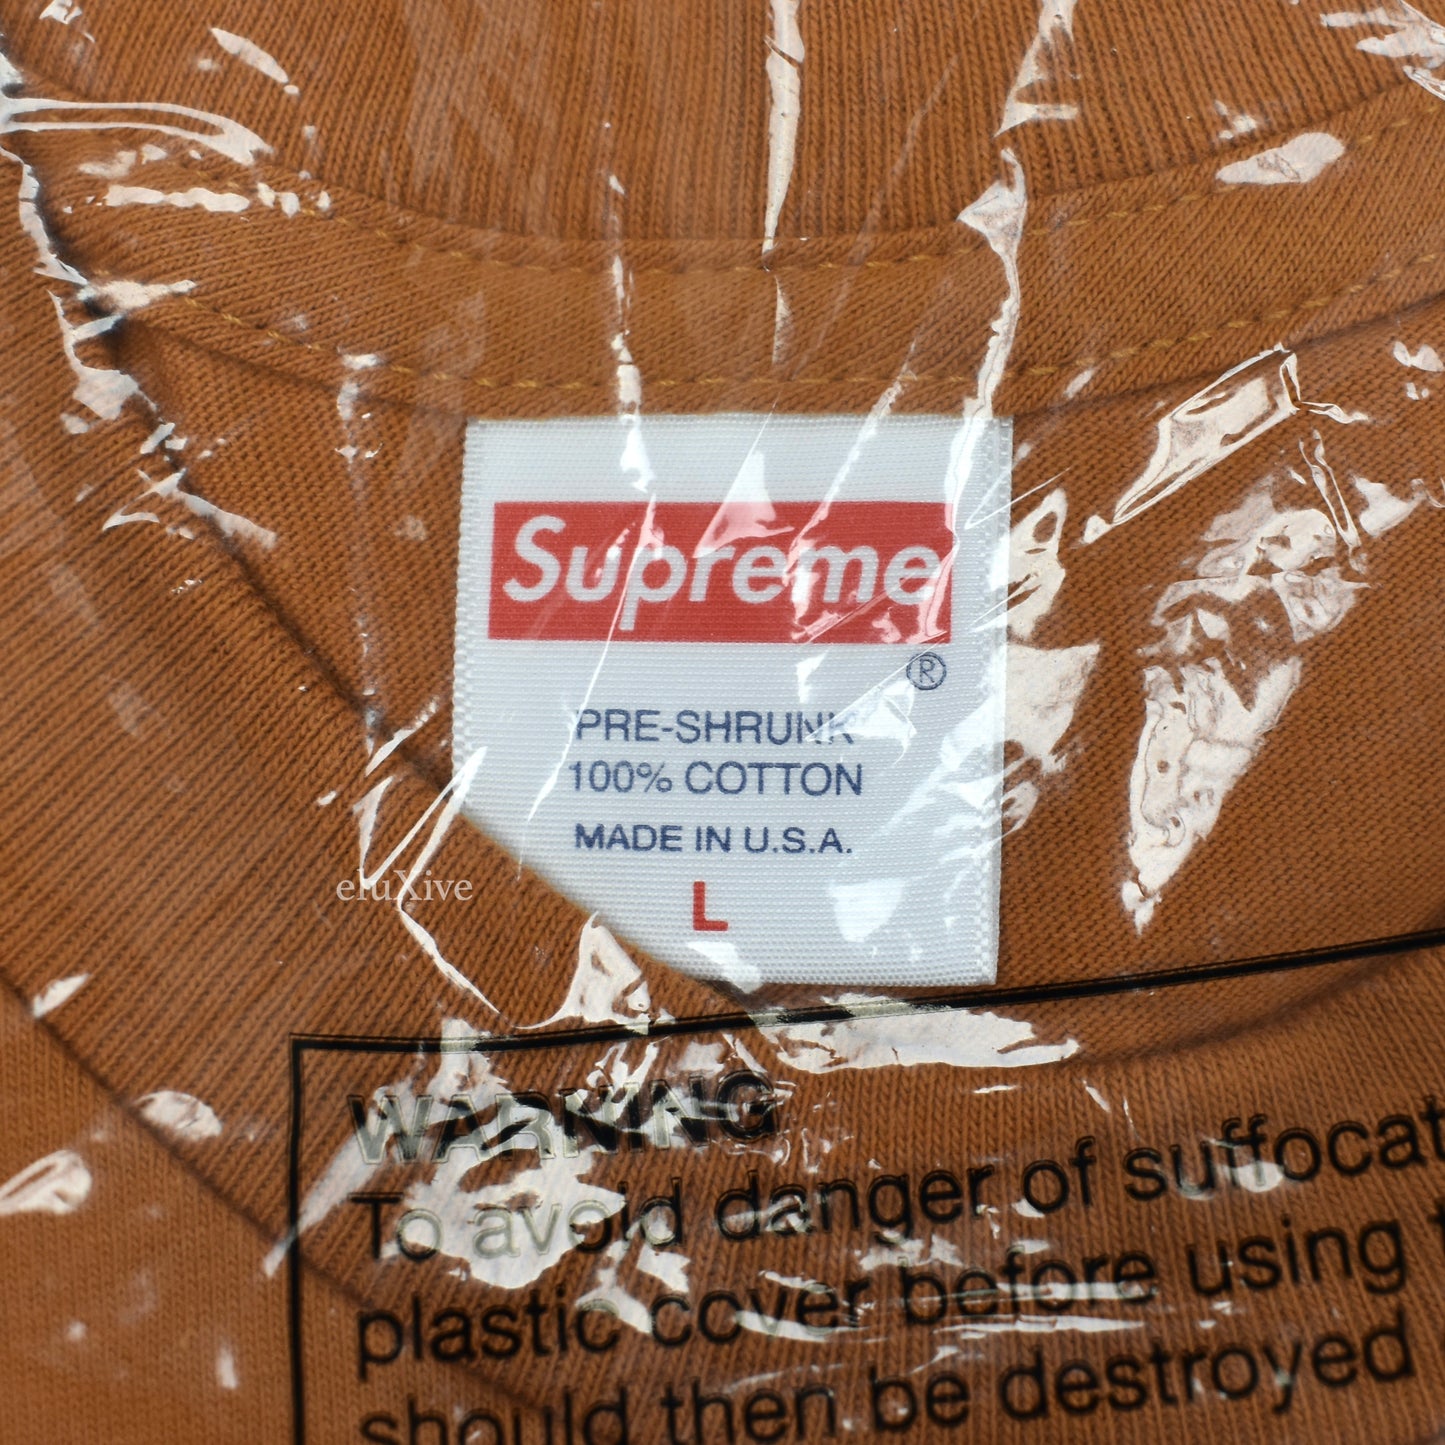 Supreme
®
PRE-SHRUNK
100% COTTON
MADE IN U.S.A.
L
eluXive
WARNING
To avoid danger of suffocat
plastic cover before using
should then be destroyed